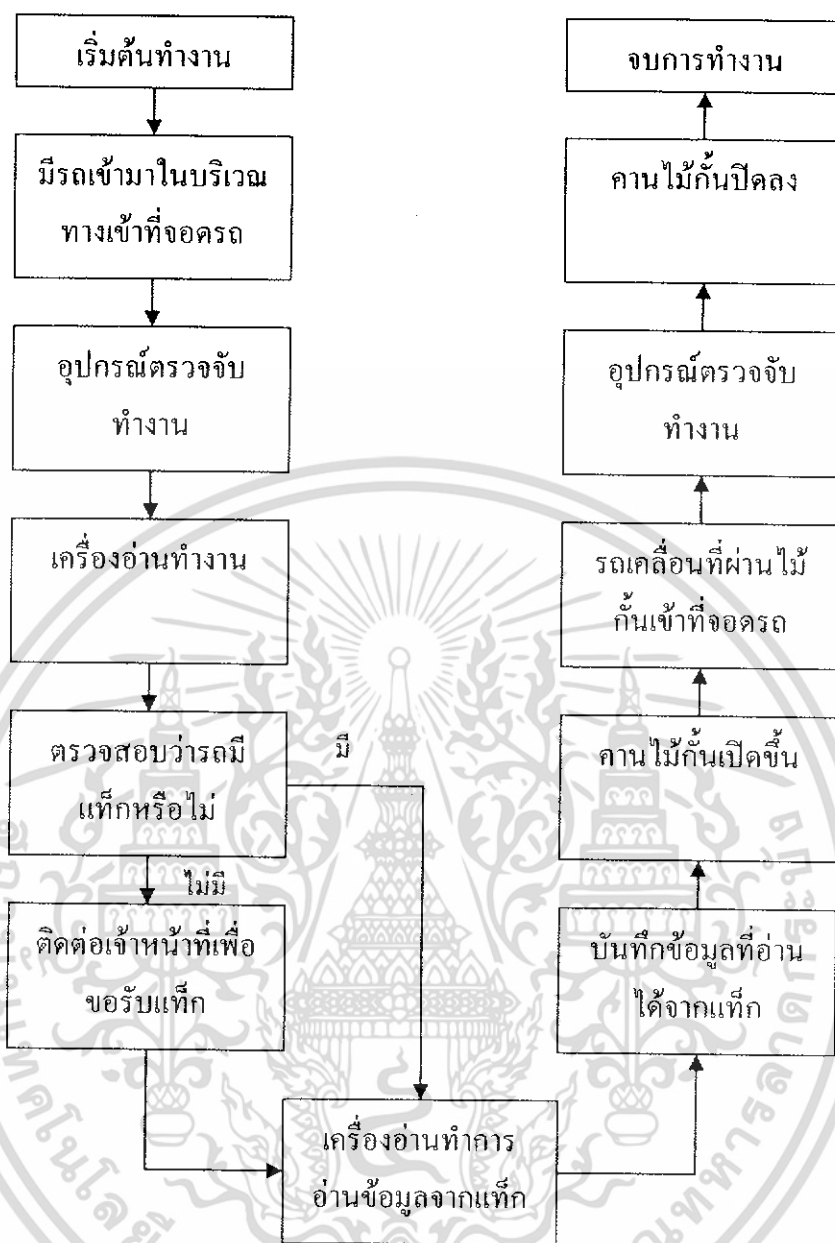 เริ่มต้นทำงาน
มีรถเข้ามาในบริเวณ
ทางเข้าที่จอดรถ
อุปกรณ์ตรวจจับ
ทำงาน
เครื่องอ่านทำงาน
ตรวจสอบว่ารถมี
แท็กหรือไม่
มี
ไม่มี
ติดต่อเจ้าหน้าที่เพื่อ
ขอรับแท็ก
เครื่องอ่านทำการ
อ่านข้อมูลจากแท็ก
บันทึกข้อมูลที่อ่าน
ได้จากแท็ก
คานไม้กั้นเปิดขึ้น
รถเคลื่อนที่ผ่านไม้
กั้นเข้าที่จอดรถ
อุปกรณ์ตรวจจับ
ทำงาน
คานไม้กั้นปิดลง
จบการทำงาน